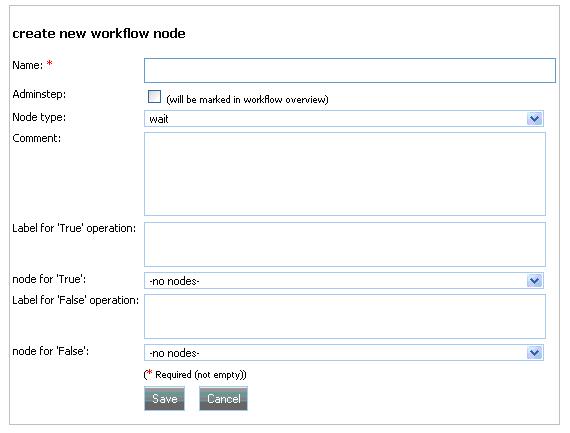 create new workflow node
Name: *
Adminstep: (will be marked in workflow overview)
Node type: wait
Comment:
Label for 'True' operation:
node for 'True': -no nodes-
Label for 'False' operation:
node for 'False': -no nodes-
(* Required (not empty))
Save Cancel